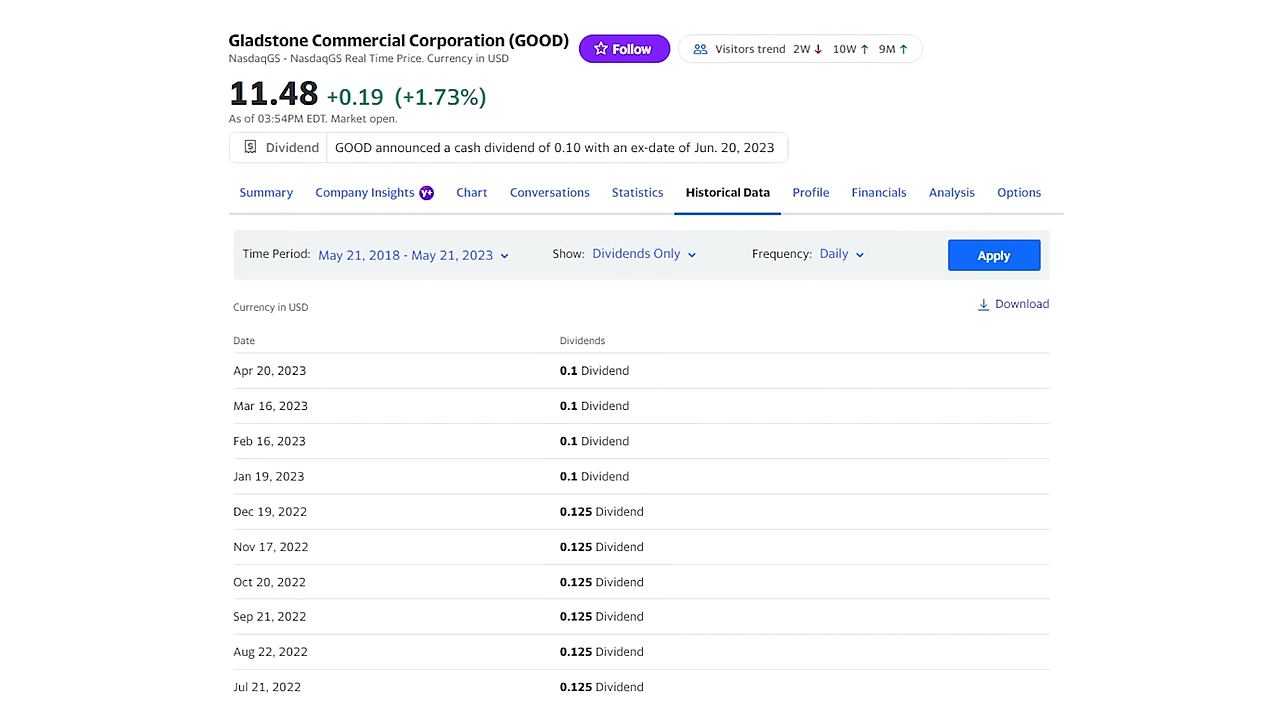 Gladstone Commercial Corporation (GOOD)
Follow
Visitors trend 2W ↓ 10W ↑ 9M ↑
NasdaqGS - NasdaqGS Real Time Price. Currency in USD
11.48 +0.19 (+1.73%)
As of 03:54PM EDT. Market open.
Dividend GOOD announced a cash dividend of 0.10 with an ex-date of Jun. 20, 2023
Summary Company Insights Y+ Chart Conversations Statistics Historical Data Profile Financials Analysis Options
Time Period: May 21, 2018 - May 21, 2023 Show: Dividends Only Frequency: Daily Apply
Currency in USD Download
Date Dividends
Apr 20, 2023 0.1 Dividend
Mar 16, 2023 0.1 Dividend
Feb 16, 2023 0.1 Dividend
Jan 19, 2023 0.1 Dividend
Dec 19, 2022 0.125 Dividend
Nov 17, 2022 0.125 Dividend
Oct 20, 2022 0.125 Dividend
Sep 21, 2022 0.125 Dividend
Aug 22, 2022 0.125 Dividend
Jul 21, 2022 0.125 Dividend